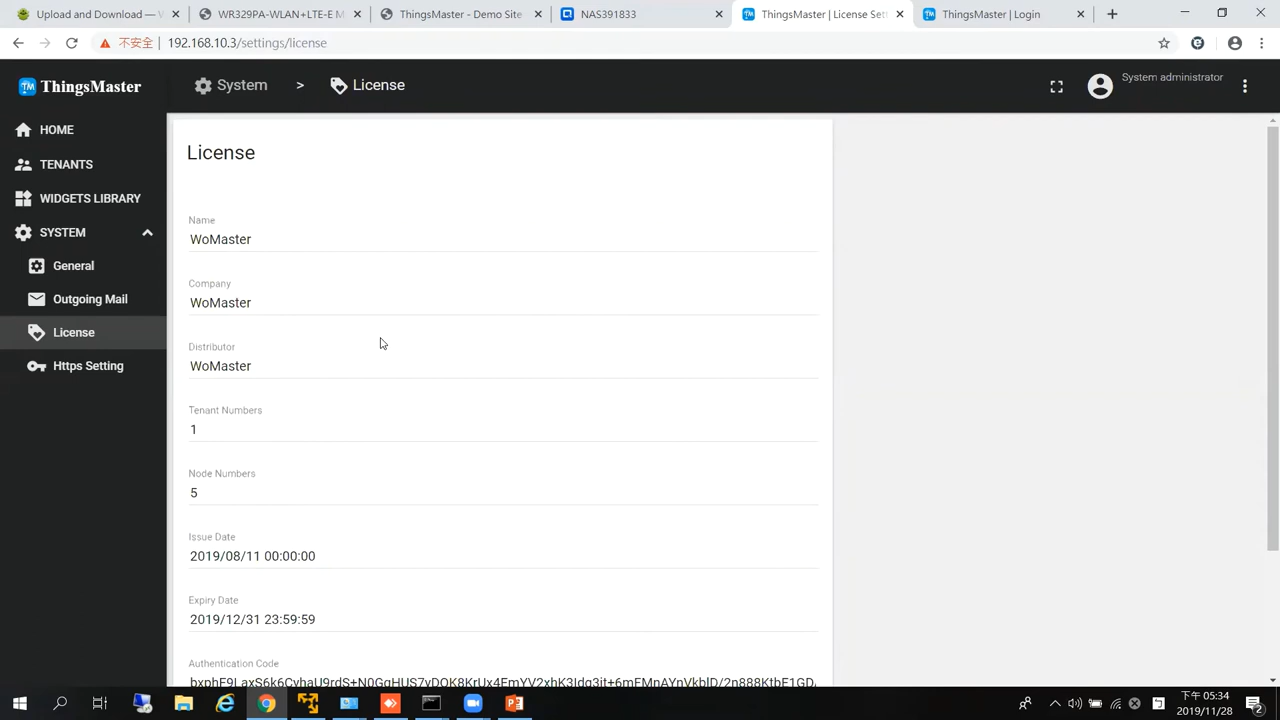 Upload and Download — W
WR329PA-WLAN+LTE-E M
ThingsMaster - Demo Site
NAS391833
ThingsMaster | License Sett
ThingsMaster | Login
不安全
192.168.10.3/settings/license
TM ThingsMaster
System > License
System administrator
HOME
TENANTS
WIDGETS LIBRARY
SYSTEM
General
Outgoing Mail
License
Https Setting
License
Name
WoMaster
Company
WoMaster
Distributor
WoMaster
Tenant Numbers
1
Node Numbers
5
Issue Date
2019/08/11 00:00:00
Expiry Date
2019/12/31 23:59:59
Authentication Code
下午 05:34
2019/11/28
2